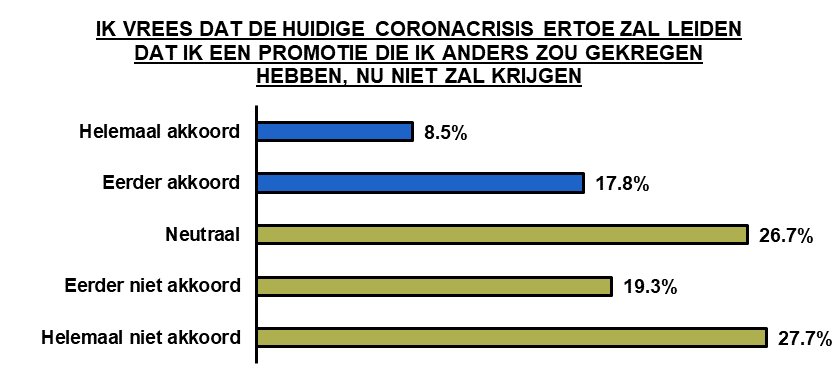 IK VREES DAT DE HUIDIGE CORONACRISIS ERTOE ZAL LEIDEN
DAT IK EEN PROMOTIE DIE IK ANDERS ZOU GEKREGEN
HEBBEN, NU NIET ZAL KRIJGEN
Helemaal akkoord 8.5%
Eerder akkoord 17.8%
Neutraal 26.7%
Eerder niet akkoord 19.3%
Helemaal niet akkoord 27.7%